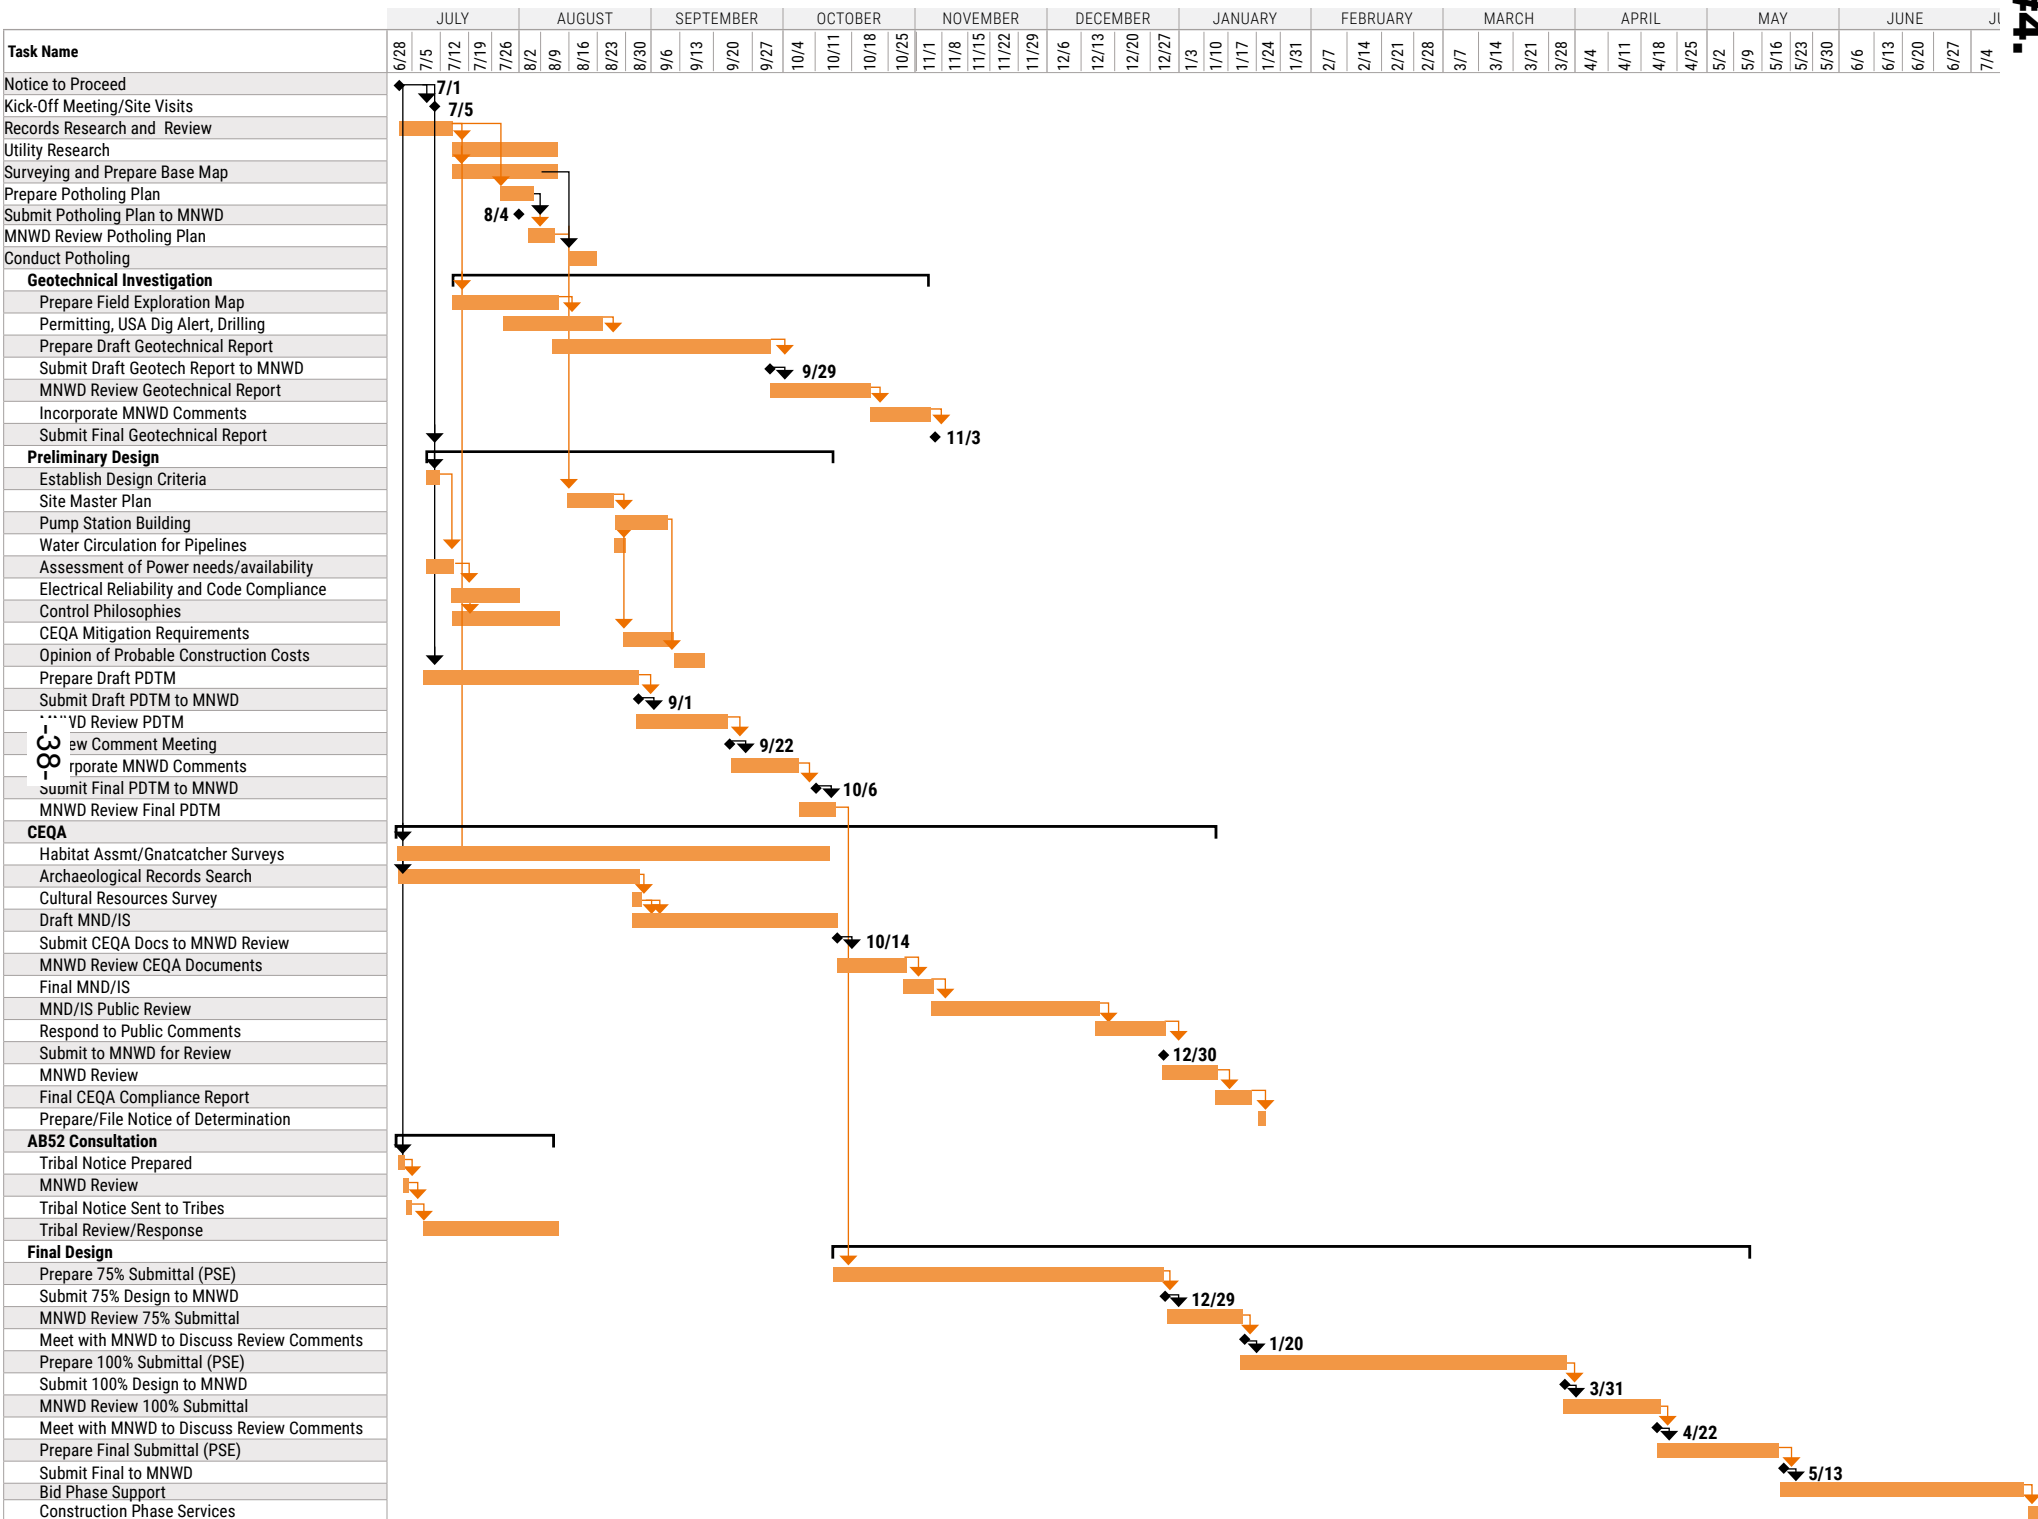 #4.
JULY AUGUST SEPTEMBER OCTOBER NOVEMBER DECEMBER JANUARY FEBRUARY MARCH APRIL MAY JUNE JU
Task Name 6/28 7/5 7/12 7/19 7/26 8/2 8/9 8/16 8/23 8/30 9/6 9/13 9/20 9/27 10/4 10/11 10/18 10/25 11/1 11/8 11/15 11/22 11/29 12/6 12/13 12/20 12/27 1/3 1/10 1/17 1/24 1/31 2/7 2/14 2/21 2/28 3/7 3/14 3/21 3/28 4/4 4/11 4/18 4/25 5/2 5/9 5/16 5/23 5/30 6/6 6/13 6/20 6/27 7/4
Notice to Proceed 7/1
Kick-Off Meeting/Site Visits 7/5
Records Research and Review
Utility Research
Surveying and Prepare Base Map
Prepare Potholing Plan
Submit Potholing Plan to MNWD 8/4
MNWD Review Potholing Plan
Conduct Potholing
Geotechnical Investigation
Prepare Field Exploration Map
Permitting, USA Dig Alert, Drilling
Prepare Draft Geotechnical Report
Submit Draft Geotech Report to MNWD 9/29
MNWD Review Geotechnical Report
Incorporate MNWD Comments
Submit Final Geotechnical Report 11/3
Preliminary Design
Establish Design Criteria
Site Master Plan
Pump Station Building
Water Circulation for Pipelines
Assessment of Power needs/availability
Electrical Reliability and Code Compliance
Control Philosophies
CEQA Mitigation Requirements
Opinion of Probable Construction Costs
Prepare Draft PDTM
Submit Draft PDTM to MNWD 9/1
WD Review PDTM
-38-
ew Comment Meeting 9/22
rporate MNWD Comments
Submit Final PDTM to MNWD 10/6
MNWD Review Final PDTM
CEQA
Habitat Assmt/Gnatcatcher Surveys
Archaeological Records Search
Cultural Resources Survey
Draft MND/IS
Submit CEQA Docs to MNWD Review 10/14
MNWD Review CEQA Documents
Final MND/IS
MND/IS Public Review
Respond to Public Comments
Submit to MNWD for Review 12/30
MNWD Review
Final CEQA Compliance Report
Prepare/File Notice of Determination
AB52 Consultation
Tribal Notice Prepared
MNWD Review
Tribal Notice Sent to Tribes
Tribal Review/Response
Final Design
Prepare 75% Submittal (PSE)
Submit 75% Design to MNWD 12/29
MNWD Review 75% Submittal
Meet with MNWD to Discuss Review Comments 1/20
Prepare 100% Submittal (PSE)
Submit 100% Design to MNWD 3/31
MNWD Review 100% Submittal
Meet with MNWD to Discuss Review Comments 4/22
Prepare Final Submittal (PSE)
Submit Final to MNWD 5/13
Bid Phase Support
Construction Phase Services